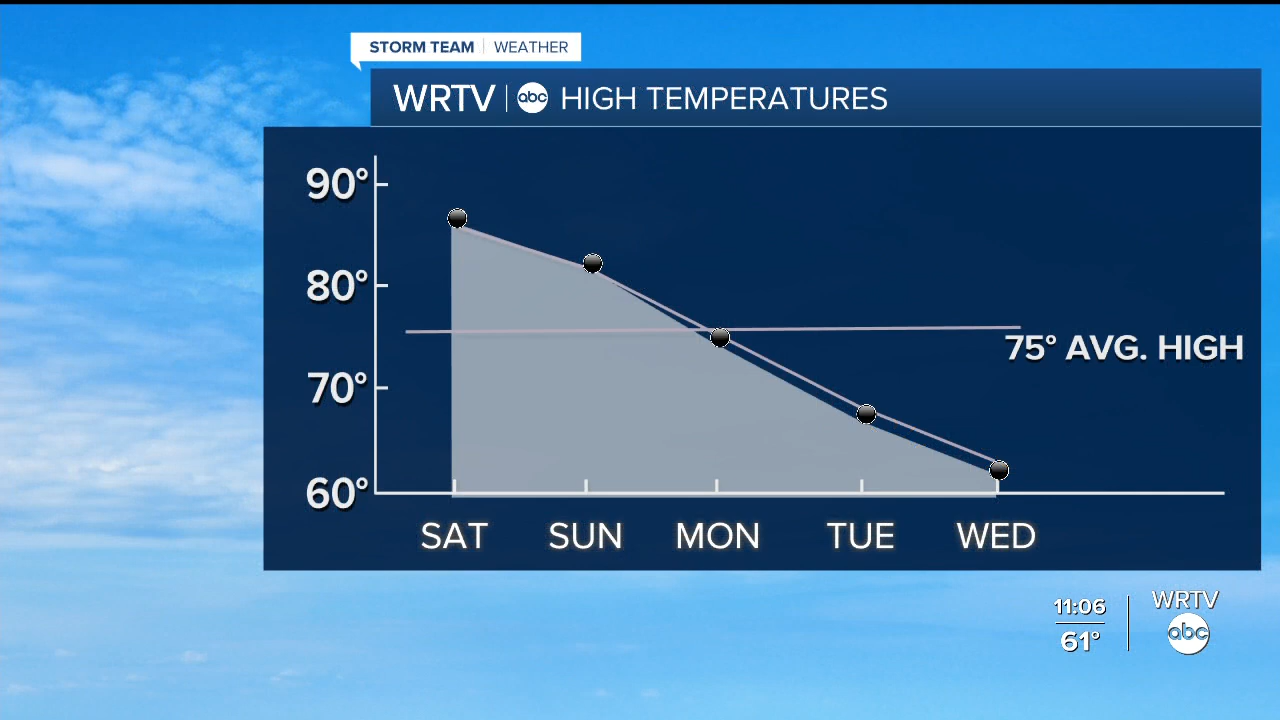 STORM TEAM | WEATHER
WRTV | abc HIGH TEMPERATURES
90°
80°
75° AVG. HIGH
70°
60°
SAT SUN MON TUE WED
11:06
61°
WRTV
abc